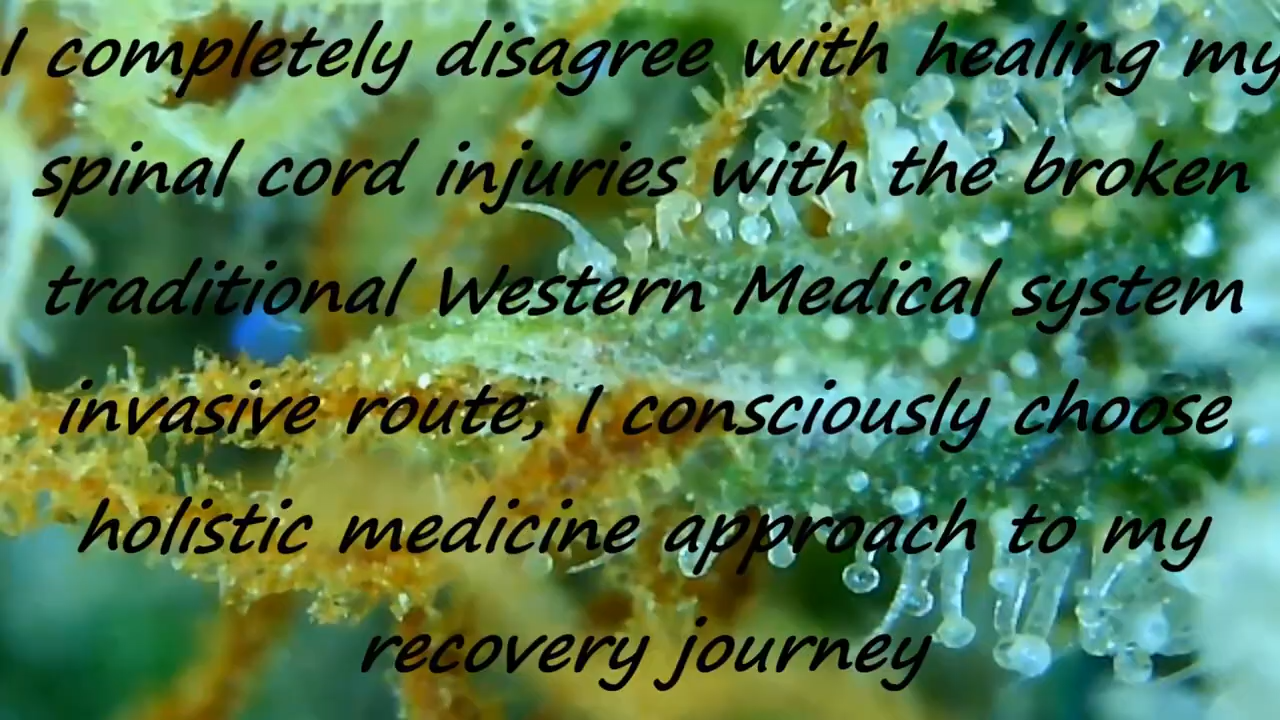 I completely disagree with healing my
spinal cord injuries with the broken
traditional Western Medical system
invasive route, I consciously choose
holistic medicine approach to my
recovery journey